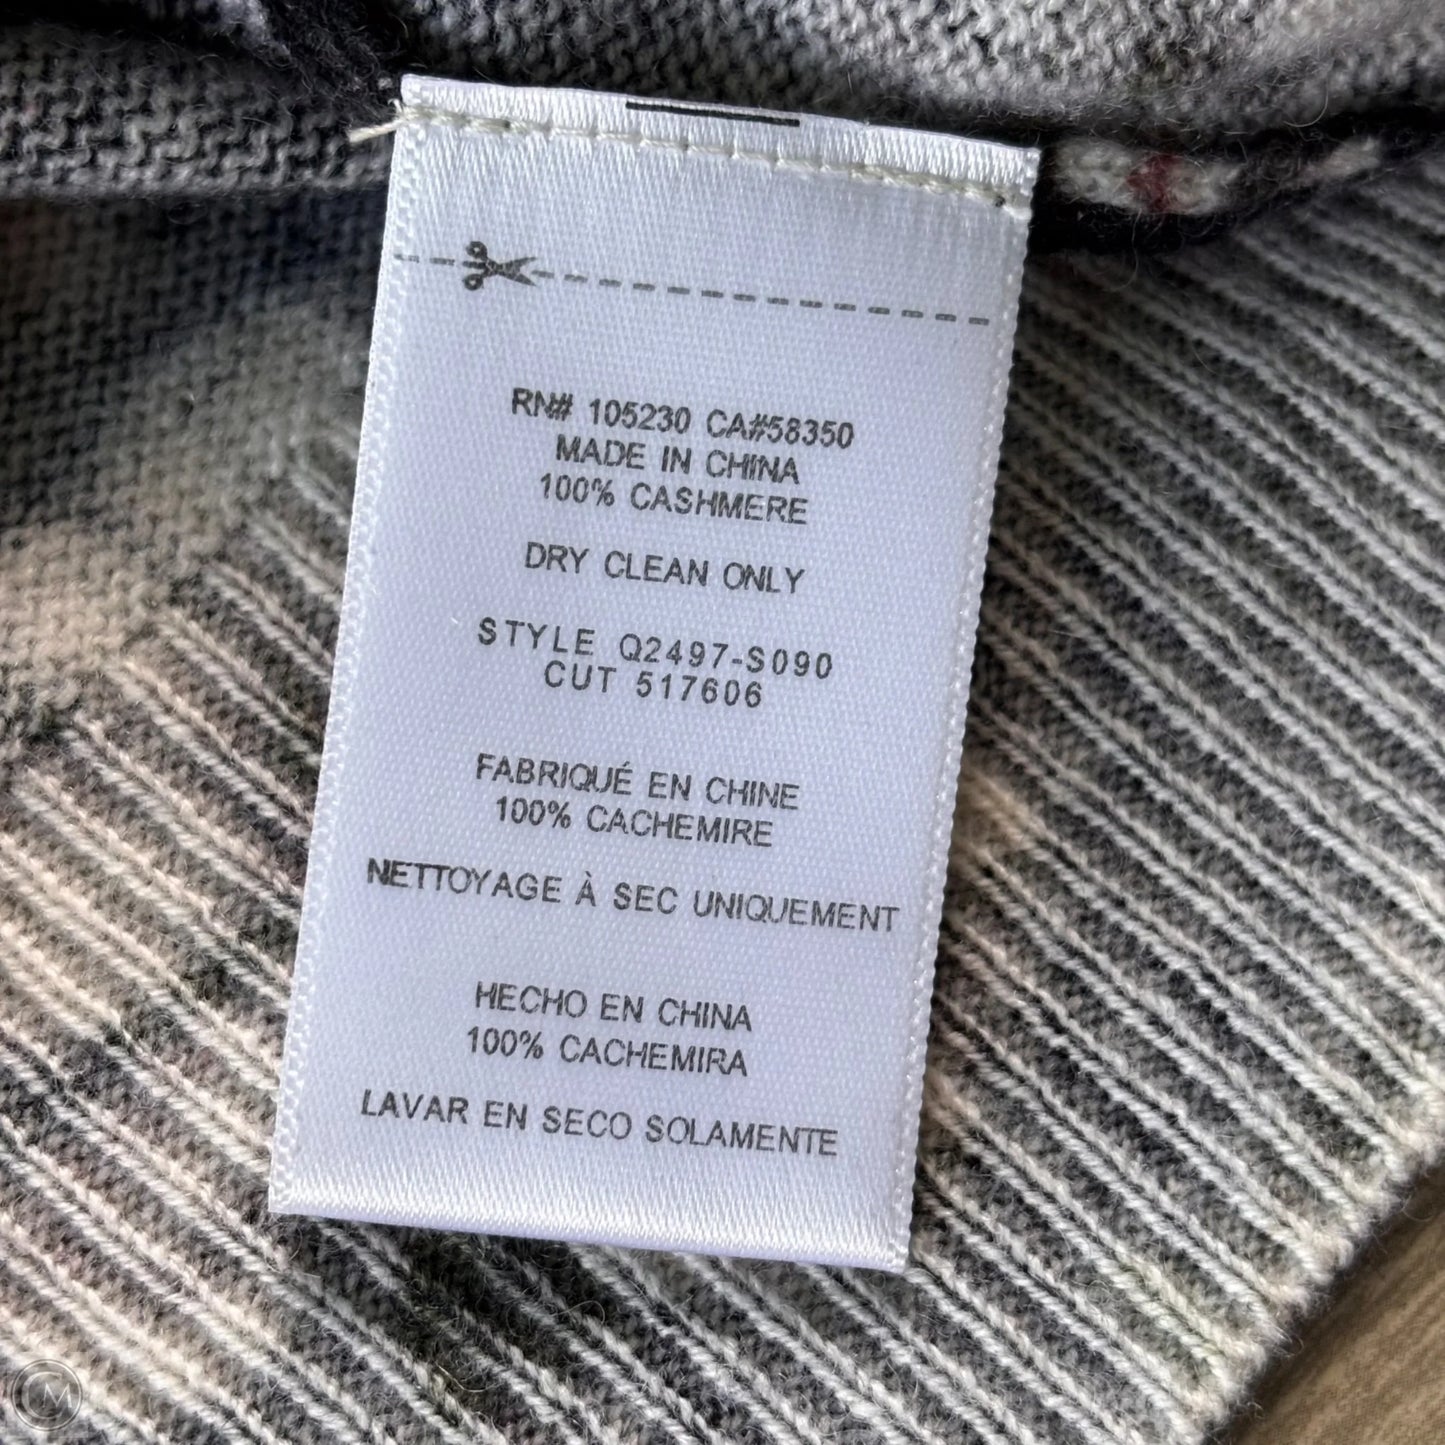 RN# 105230 CA#58350
MADE IN CHINA
100% CASHMERE
DRY CLEAN ONLY
STYLE Q2497-S090
CUT 517606
FABRIQUÉ EN CHINE
100% CACHEMIRE
NETTOYAGE À SEC UNIQUEMENT
HECHO EN CHINA
100% CACHEMIRA
LAVAR EN SECO SOLAMENTE
CM